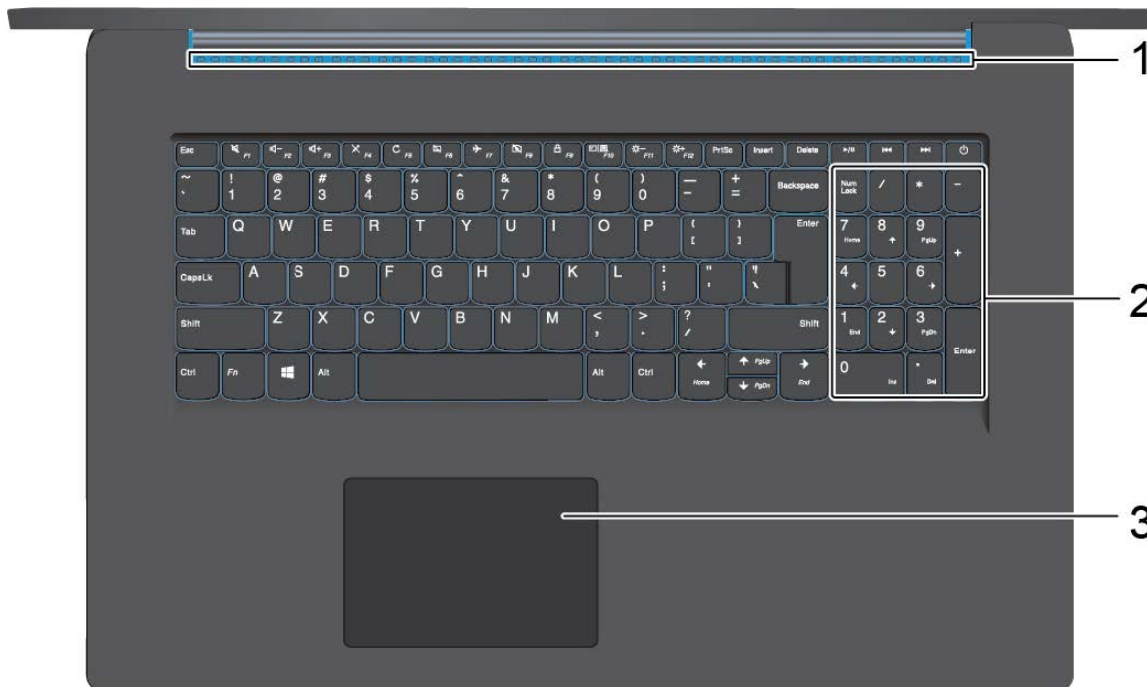 1
Esc F1 F2 F3 F4 C F5 F6 F7 F8 F9 F10 F11 F12 PrtSc Insert Delete
~ ` ! 1 @ 2 # 3 $ 4 % 5 ^ 6 & 7 * 8 ( 9 ) 0 — - + = Backspace Num Lock / * -
Tab Q W E R T Y U I O P { [ } ] Enter 7 Home 8 9 PgUp +
CapsLk A S D F G H J K L : ; " ' | \ 4 5 6
2
Shift Z X C V B N M < , > . ? / Shift 1 End 2 3 PgDn Enter
Ctrl Fn Alt Alt Ctrl Home PgUp PgDn End 0 Ins . Del
3